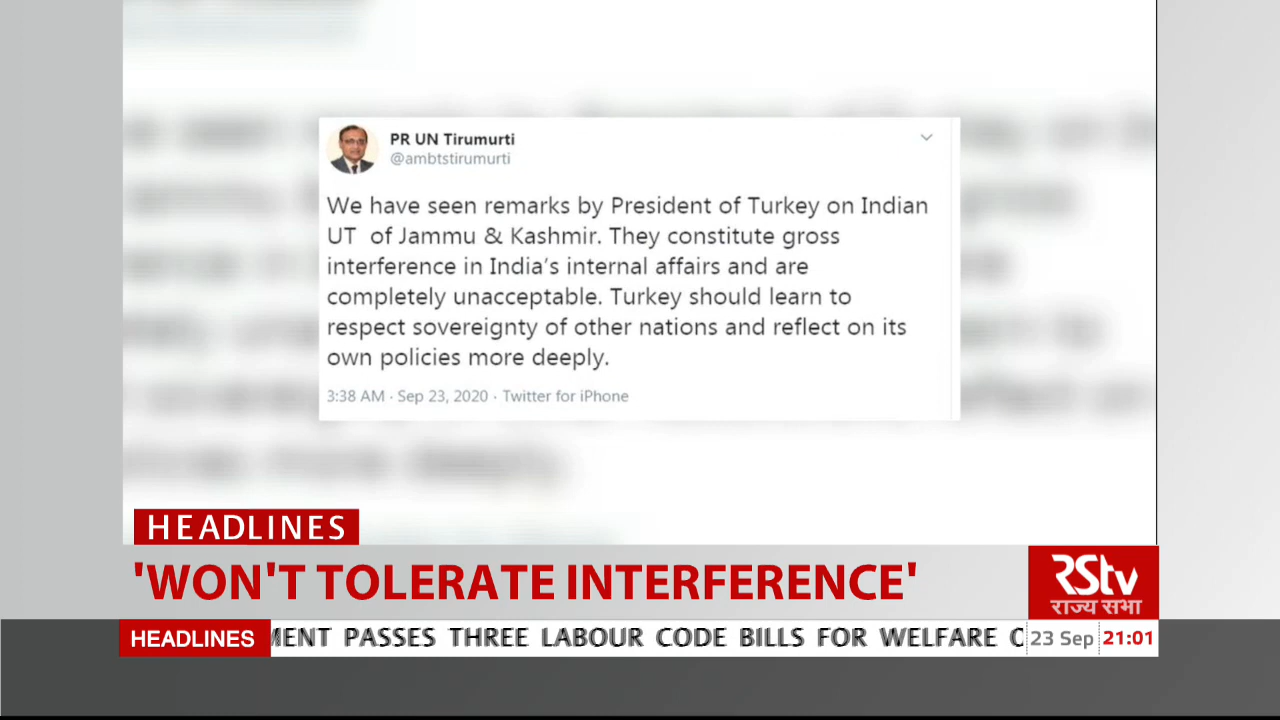 PR UN Tirumurti
@ambtstirumurti
We have seen remarks by President of Turkey on Indian
UT of Jammu & Kashmir. They constitute gross
interference in India's internal affairs and are
completely unacceptable. Turkey should learn to
respect sovereignty of other nations and reflect on its
own policies more deeply.
3:38 AM · Sep 23, 2020 · Twitter for iPhone
HEADLINES
'WON'T TOLERATE INTERFERENCE'
RStv
राज्य सभा
HEADLINES
MENT PASSES THREE LABOUR CODE BILLS FOR WELFARE
23 Sep 21:01